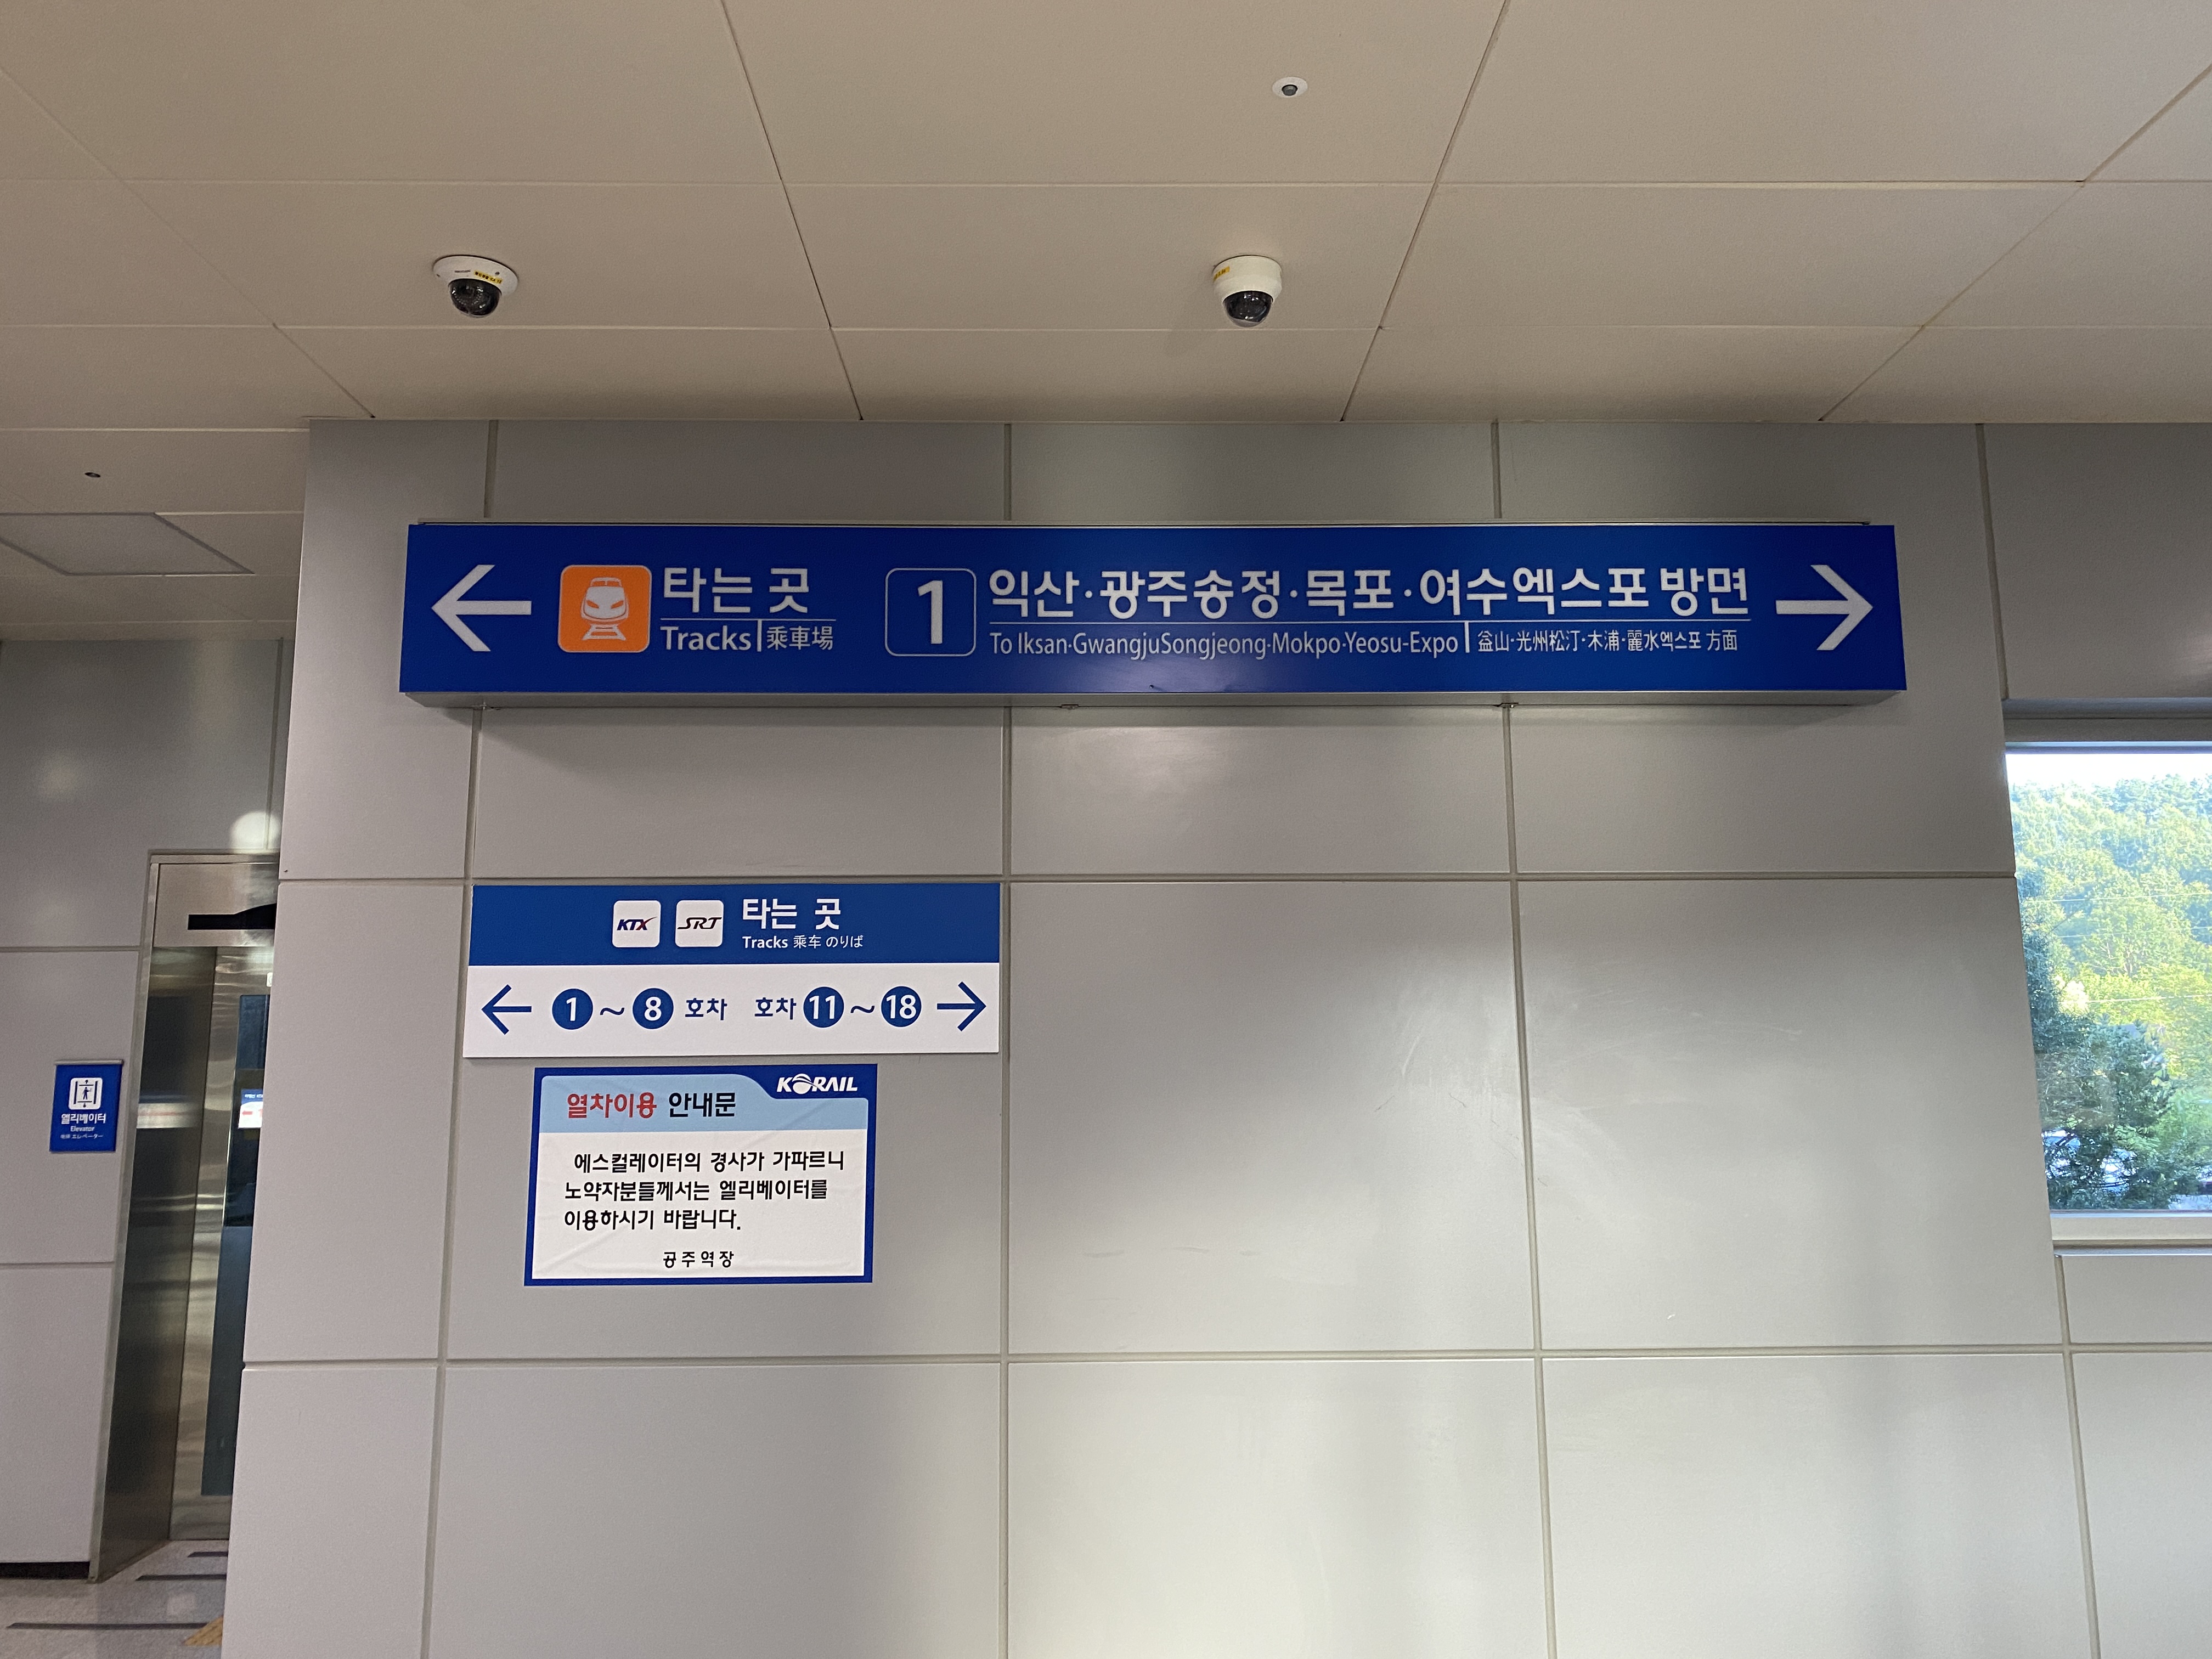 타는 곳
Tracks 乘車場
1 익산·광주송정·목포·여수엑스포 방면
To Iksan·GwangjuSongjeong·Mokpo·Yeosu-Expo 益山·光州松汀·木浦·麗水엑스포 方面
KTX SRT 타는 곳
Tracks 乘车 のりば
1 ~ 8 호차 호차 11 ~ 18
KORAIL
열차이용 안내문
에스컬레이터의 경사가 가파르니
노약자분들께서는 엘리베이터를
이용하시기 바랍니다.
공주역장
엘리베이터
Elevator
エレベーター